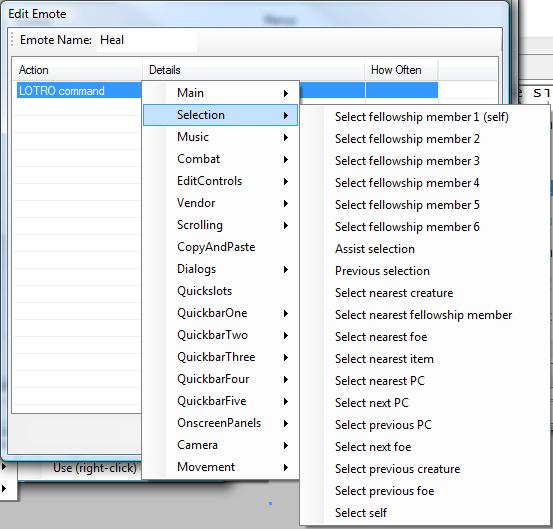 Edit Emote
Emote Name: Heal
Action Details How Often
LOTRO command
Main
Selection
Music
Combat
EditControls
Vendor
Scrolling
CopyAndPaste
Dialogs
Quickslots
QuickbarOne
QuickbarTwo
QuickbarThree
QuickbarFour
QuickbarFive
OnscreenPanels
Camera
Movement
Select fellowship member 1 (self)
Select fellowship member 2
Select fellowship member 3
Select fellowship member 4
Select fellowship member 5
Select fellowship member 6
Assist selection
Previous selection
Select nearest creature
Select nearest fellowship member
Select nearest foe
Select nearest item
Select nearest PC
Select next PC
Select previous PC
Select next foe
Select previous creature
Select previous foe
Select self
Use (right-click)